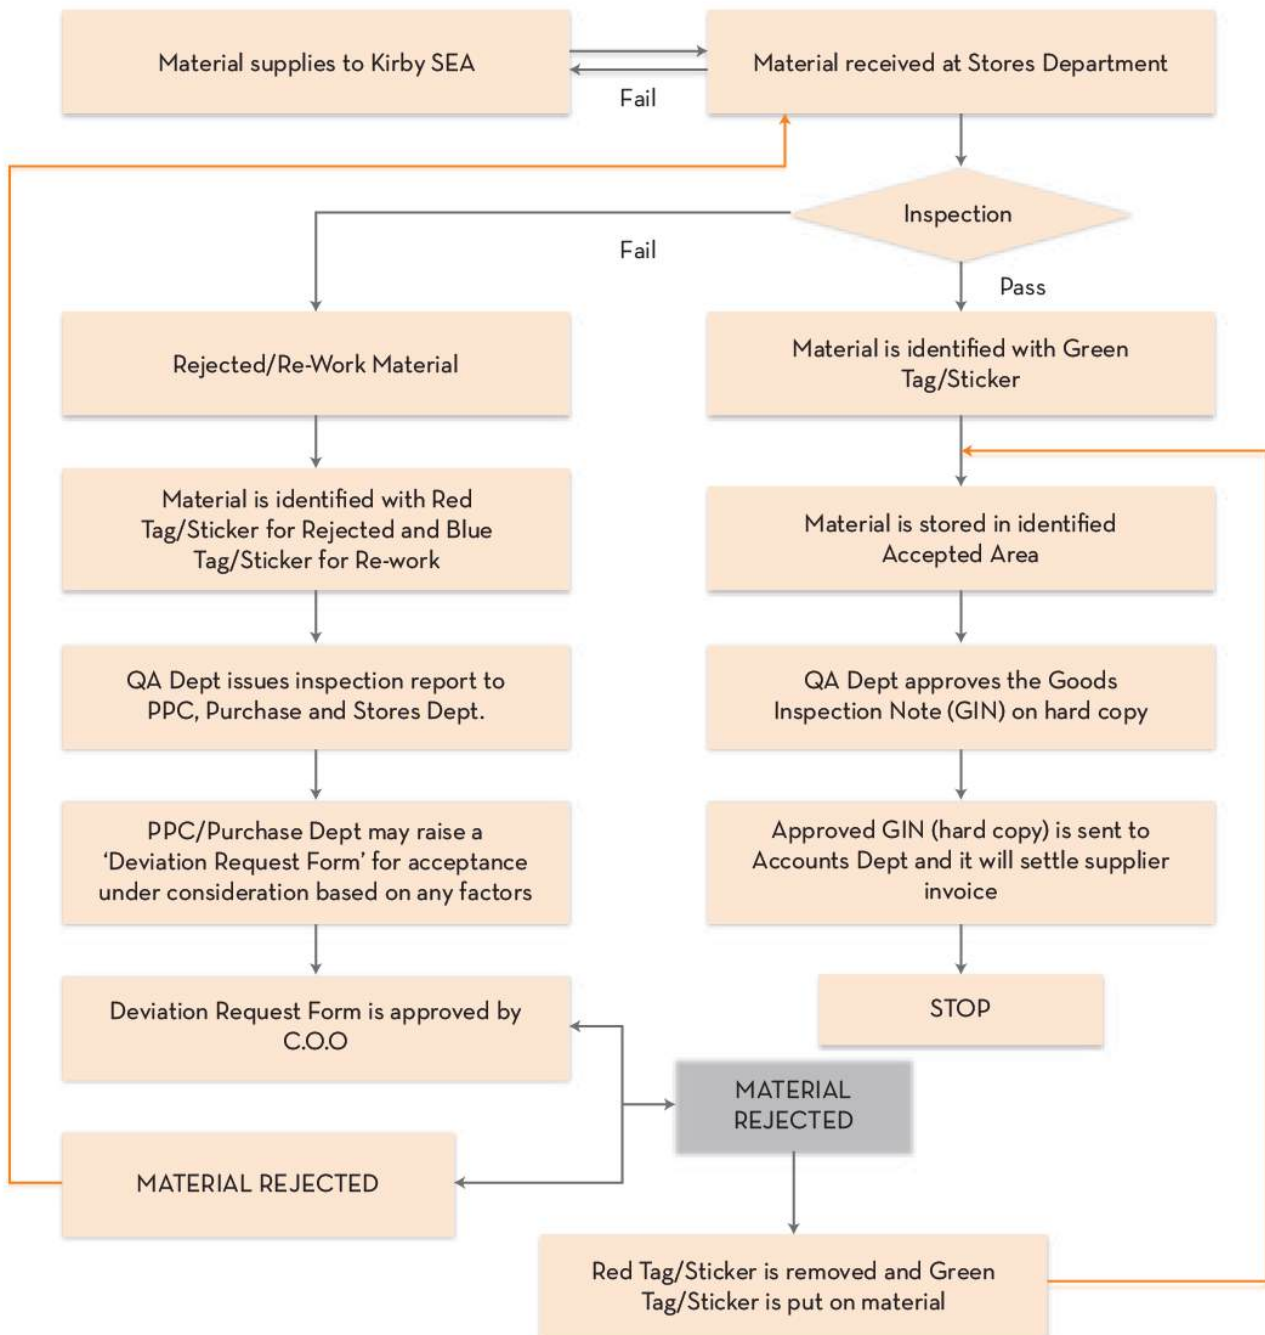 Material supplies to Kirby SEA
Material received at Stores Department
Fail
Inspection
Fail
Pass
Rejected/Re-Work Material
Material is identified with Green
Tag/Sticker
Material is identified with Red
Tag/Sticker for Rejected and Blue
Tag/Sticker for Re-work
Material is stored in identified
Accepted Area
QA Dept issues inspection report to
PPC, Purchase and Stores Dept.
QA Dept approves the Goods
Inspection Note (GIN) on hard copy
PPC/Purchase Dept may raise a
‘Deviation Request Form’ for acceptance
under consideration based on any factors
Approved GIN (hard copy) is sent to
Accounts Dept and it will settle supplier
invoice
Deviation Request Form is approved by
C.O.O
STOP
MATERIAL
REJECTED
MATERIAL REJECTED
Red Tag/Sticker is removed and Green
Tag/Sticker is put on material